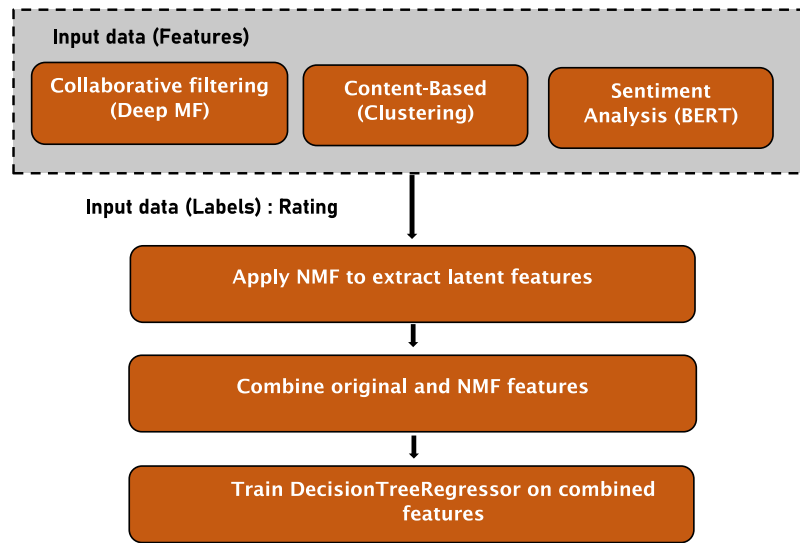 Input data (Features)
Collaborative filtering
(Deep MF)
Content-Based
(Clustering)
Sentiment
Analysis (BERT)
Input data (Labels) : Rating
Apply NMF to extract latent features
Combine original and NMF features
Train DecisionTreeRegressor on combined
features